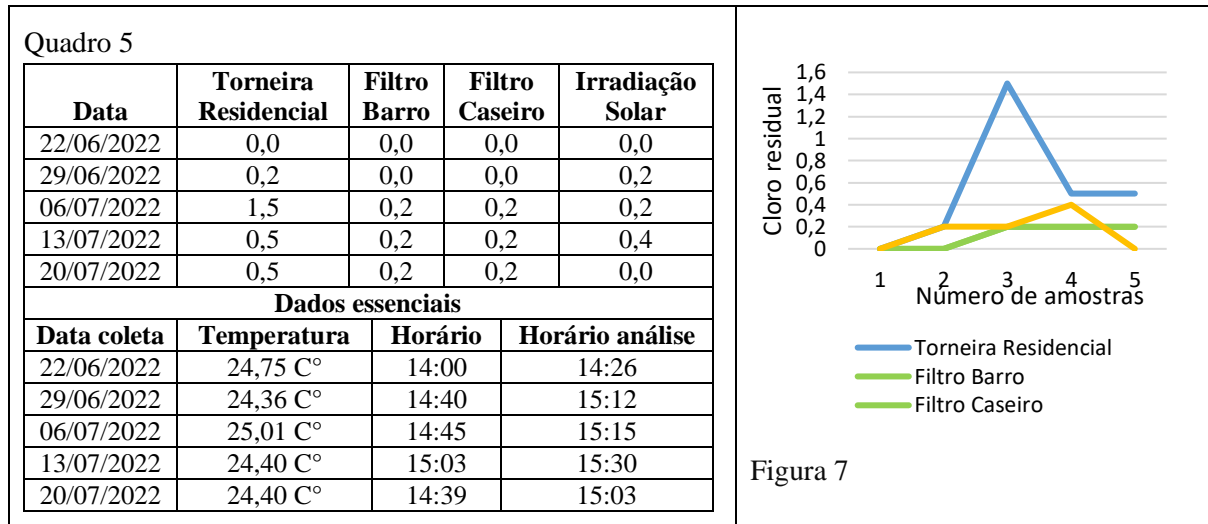 Quadro 5
Data Torneira Residencial Filtro Barro Filtro Caseiro Irradiação Solar
22/06/2022 0,0 0,0 0,0 0,0
29/06/2022 0,2 0,0 0,0 0,2
06/07/2022 1,5 0,2 0,2 0,2
13/07/2022 0,5 0,2 0,2 0,4
20/07/2022 0,5 0,2 0,2 0,0
Dados essenciais
Data coleta Temperatura Horário Horário análise
22/06/2022 24,75 C° 14:00 14:26
29/06/2022 24,36 C° 14:40 15:12
06/07/2022 25,01 C° 14:45 15:15
13/07/2022 24,40 C° 15:03 15:30
20/07/2022 24,40 C° 14:39 15:03
Cloro residual
1,6
1,4
1,2
1
0,8
0,6
0,4
0,2
0
1 2 3 4 5
Número de amostras
Torneira Residencial
Filtro Barro
Filtro Caseiro
Figura 7